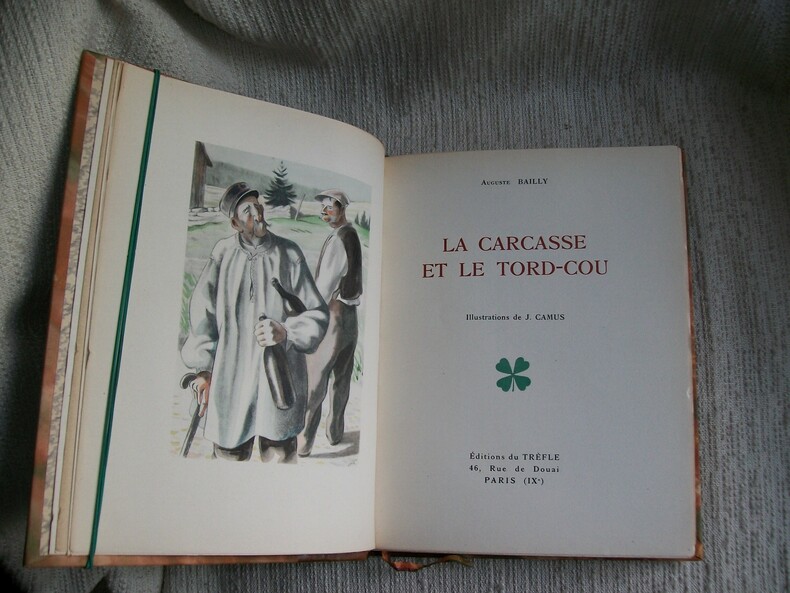 Auguste BAILLY
LA CARCASSE
ET LE TORD-COU
Illustrations de J. CAMUS
Éditions du TRÈFLE
46, Rue de Douai
PARIS (IXe)